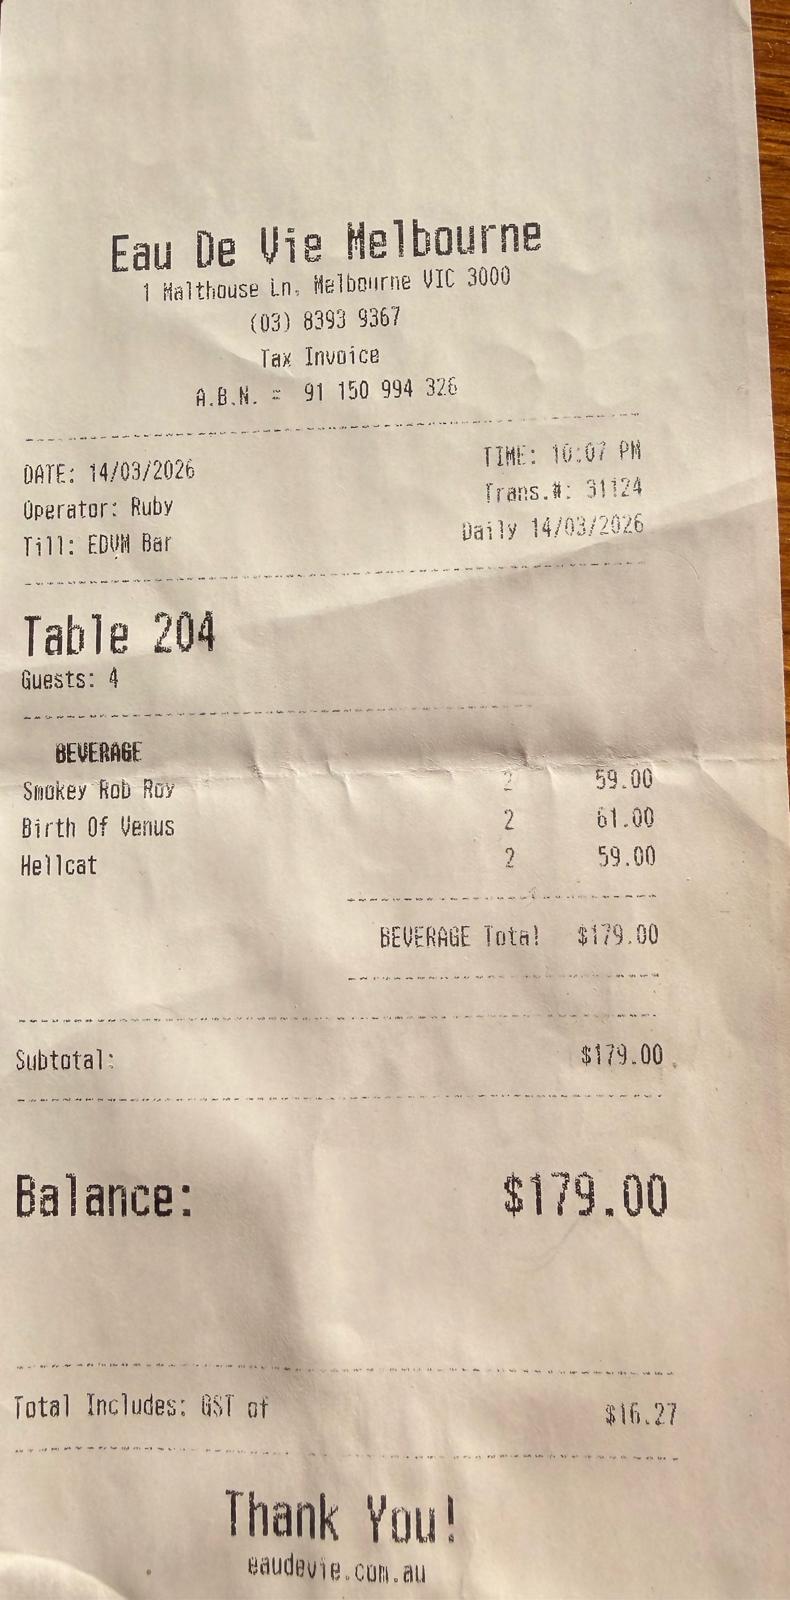 Eau De Vie Melbourne
1 Malthouse Ln, Melbourne VIC 3000
(03) 8393 9367
Tax Invoice
A.B.N. = 91 150 994 326
DATE: 14/03/2026 TIME: 10:07 PM
Operator: Ruby Trans.#: 31124
Till: EDVM Bar Daily 14/03/2026
Table 204
Guests: 4
BEVERAGE
Smokey Rob Roy 2 59.00
Birth Of Venus 2 61.00
Hellcat 2 59.00
BEVERAGE Total $179.00
Subtotal: $179.00
Balance: $179.00
Total Includes: GST of $16.27
Thank You!
eaudevie.com.au